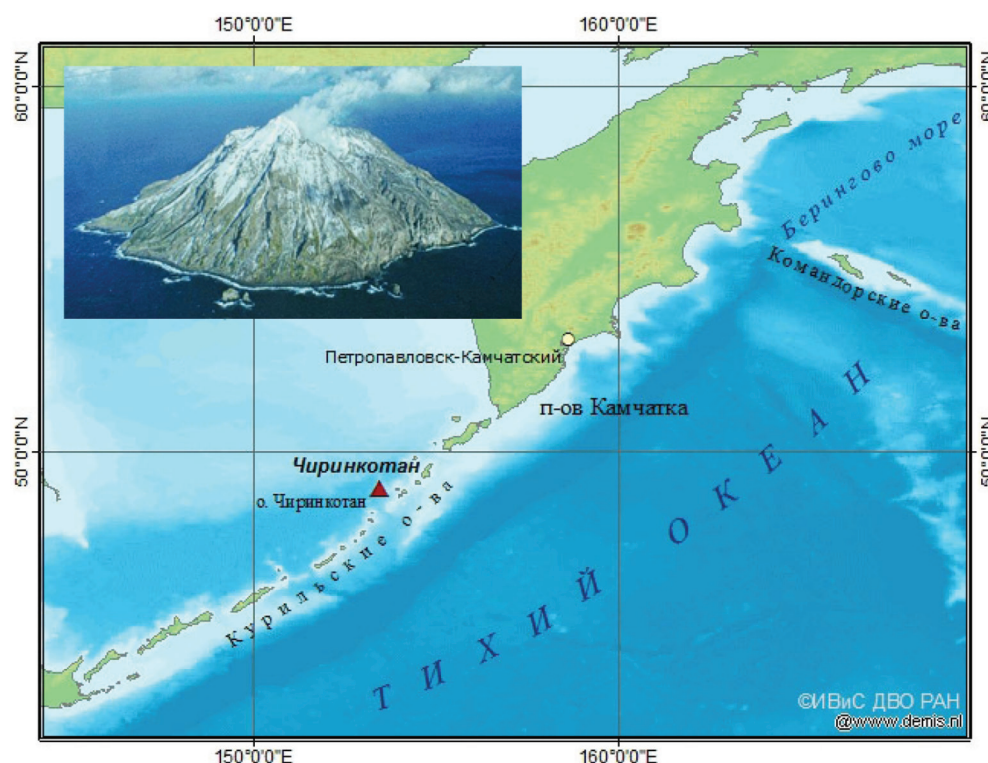 150°0'0"E 160°0'0"E
60°0'0"N 60°0'0"N
Берингово море
Командорские о-ва
Петропавловск-Камчатский
п-ов Камчатка
50°0'0"N 50°0'0"N
Чиринкотан
о. Чиринкотан
Курильские о-ва
ТИХИЙ ОКЕАН
©ИВиС ДВО РАН
@www.demis.nl
150°0'0"E 160°0'0"E